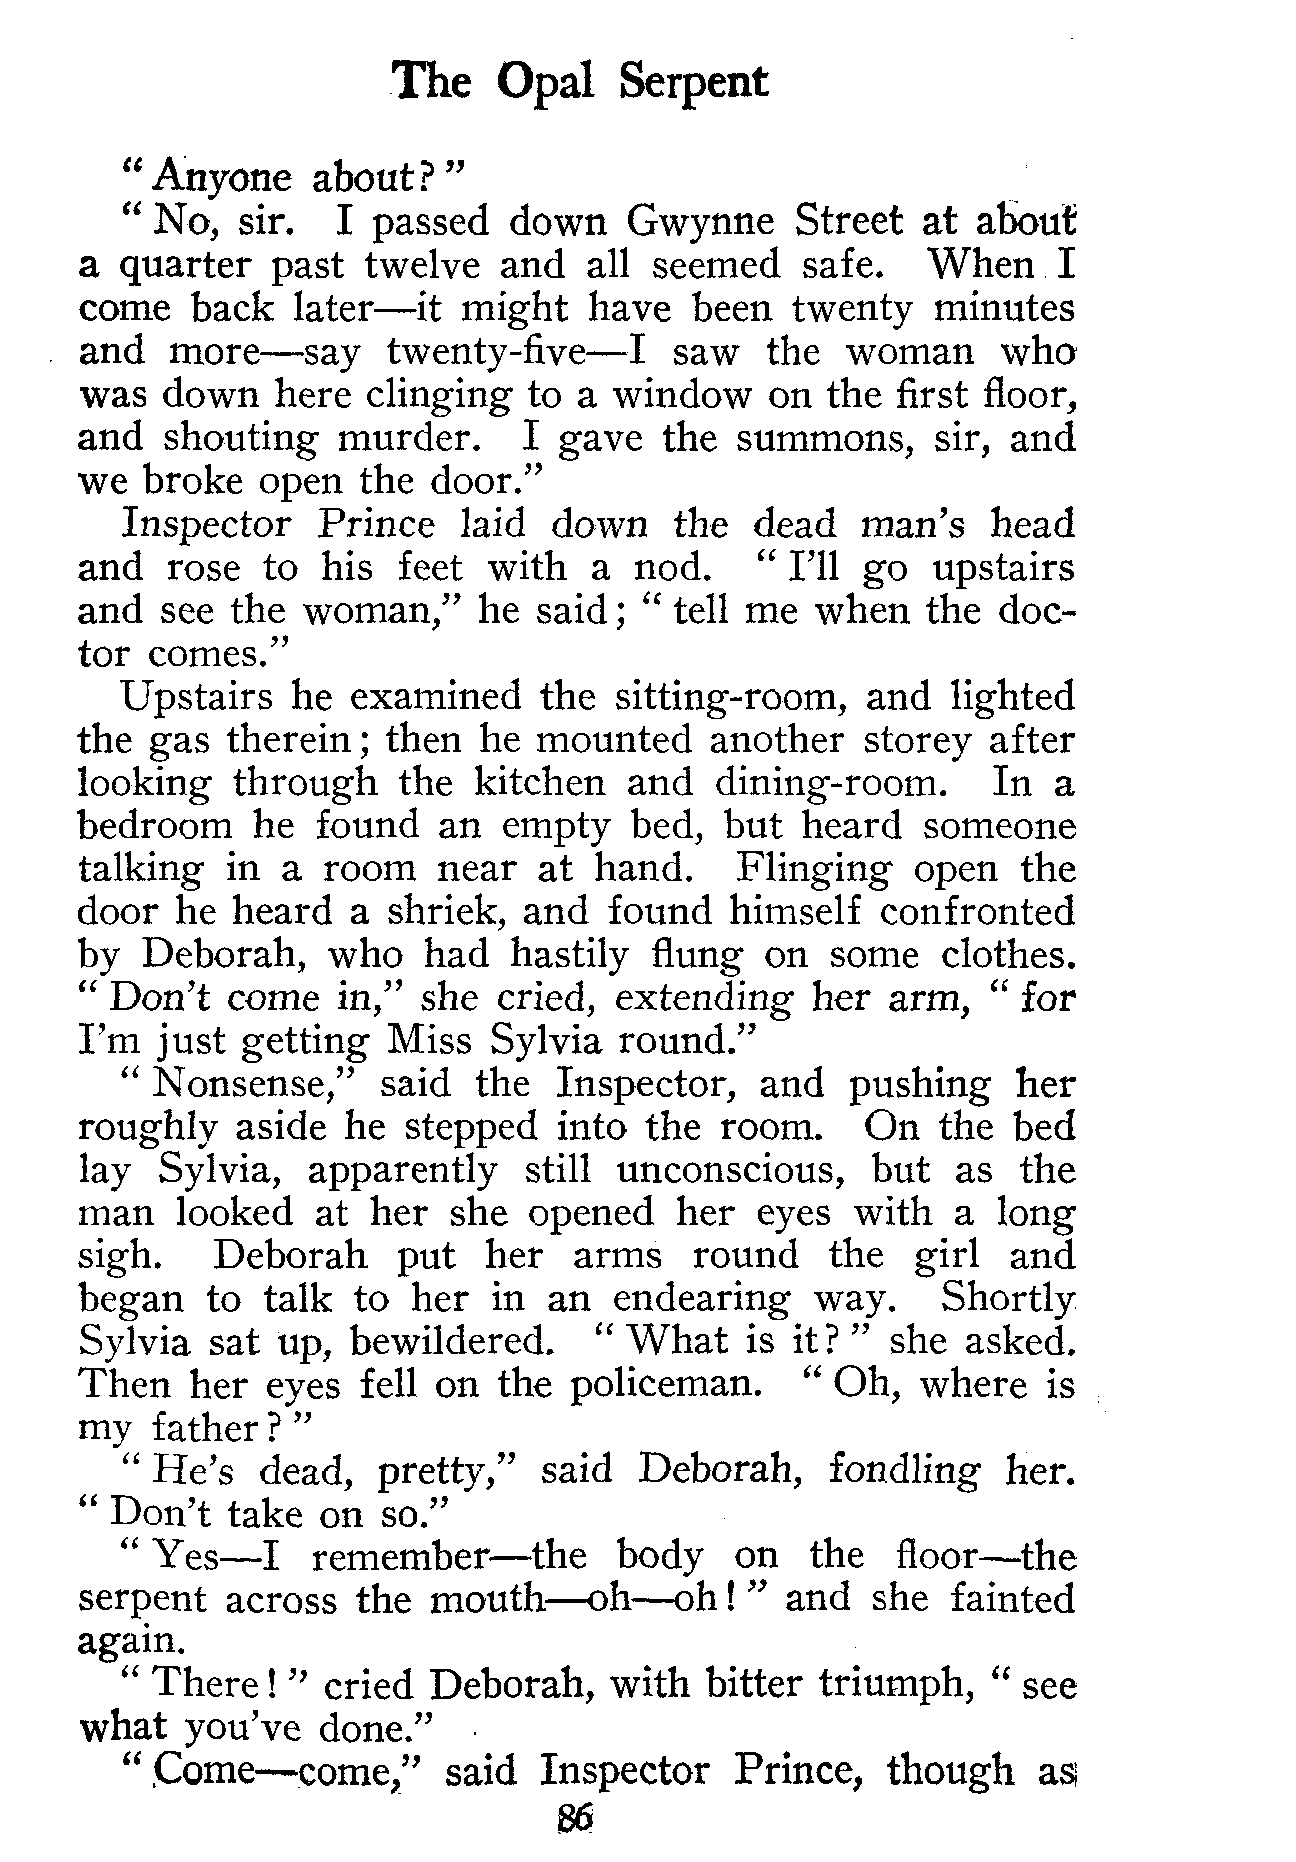 The Opal Serpent
“Anyone about?”
“No, sir. I passed down Gwynne Street at about
a quarter past twelve and all seemed safe. When I
come back later—it might have been twenty minutes
and more—say twenty-five—I saw the woman who
was down here clinging to a window on the first floor,
and shouting murder. I gave the summons, sir, and
we broke open the door.”
Inspector Prince laid down the dead man's head
and rose to his feet with a nod. “I'll go upstairs
and see the woman,” he said; “tell me when the doc-
tor comes.”
Upstairs he examined the sitting-room, and lighted
the gas therein; then he mounted another storey after
looking through the kitchen and dining-room. In a
bedroom he found an empty bed, but heard someone
talking in a room near at hand. Flinging open the
door he heard a shriek, and found himself confronted
by Deborah, who had hastily flung on some clothes.
“Don't come in,” she cried, extending her arm, “for
I'm just getting Miss Sylvia round.”
“Nonsense,” said the Inspector, and pushing her
roughly aside he stepped into the room. On the bed
lay Sylvia, apparently still unconscious, but as the
man looked at her she opened her eyes with a long
sigh. Deborah put her arms round the girl and
began to talk to her in an endearing way. Shortly
Sylvia sat up, bewildered. “What is it?” she asked.
Then her eyes fell on the policeman. “Oh, where is
my father?”
“He's dead, pretty,” said Deborah, fondling her.
“Don't take on so.”
“Yes—I remember—the body on the floor—the
serpent across the mouth—oh—oh!” and she fainted
again.
“There!” cried Deborah, with bitter triumph, “see
what you've done.”
“Come—come,” said Inspector Prince, though as
86